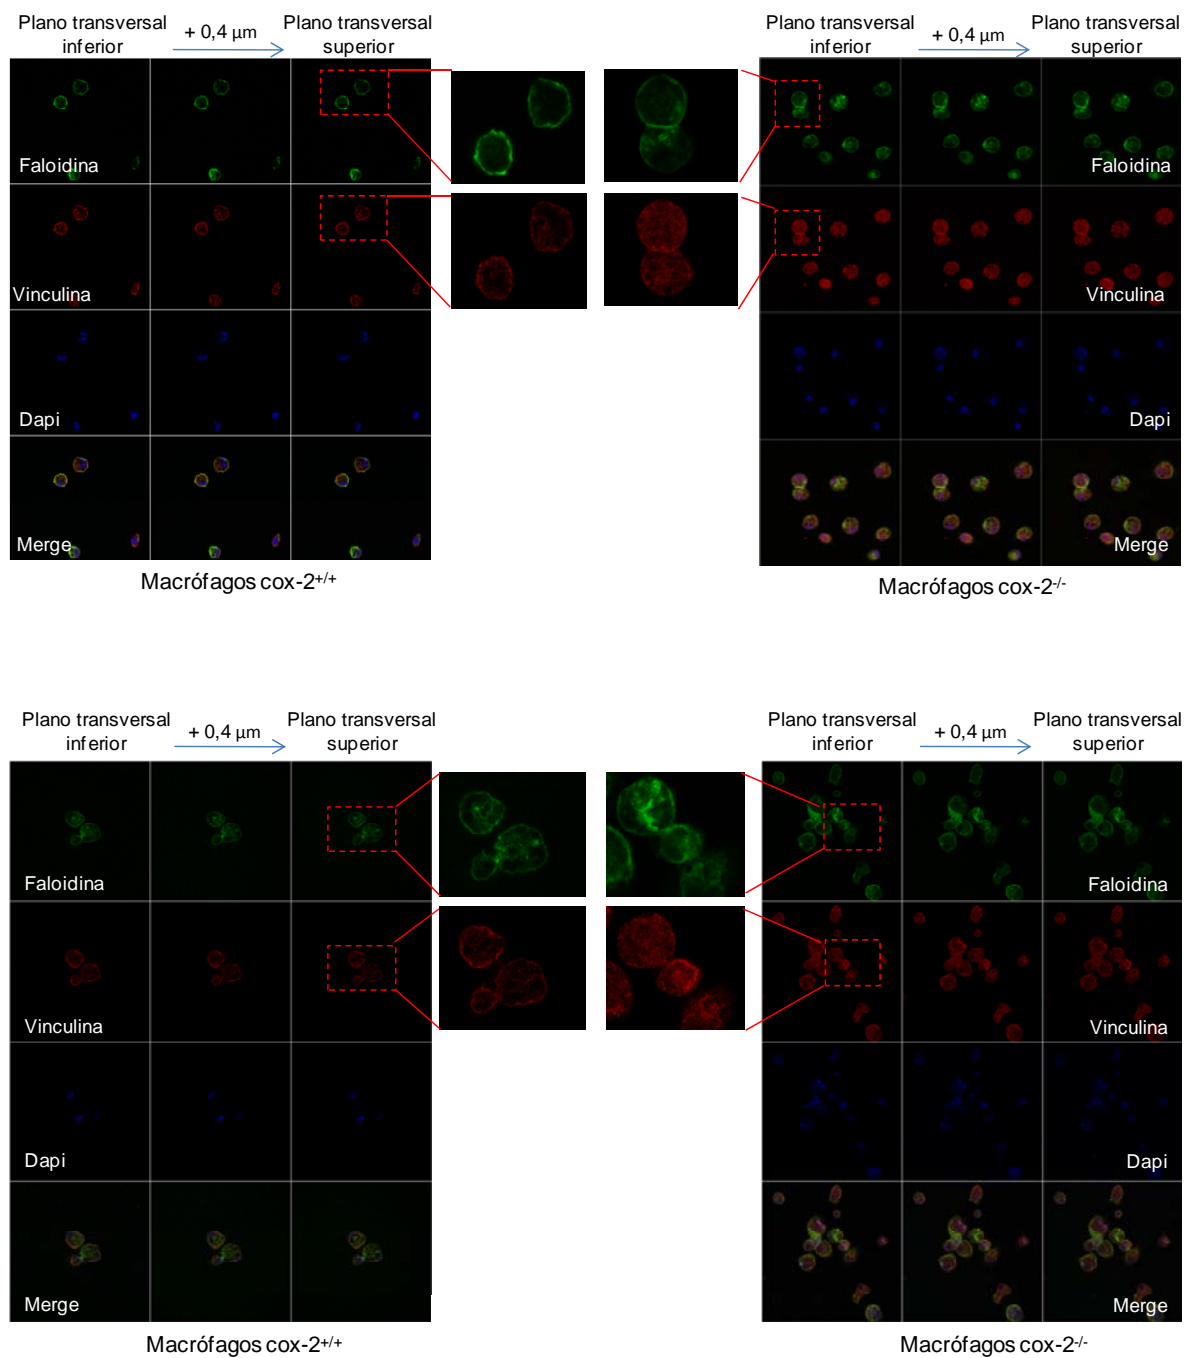 Plano transversal
inferior
+ 0,4 µm
Plano transversal
superior
Faloidina
Vinculina
Dapi
Merge
Macrófagos cox-2+/+
Plano transversal
inferior
+ 0,4 µm
Plano transversal
superior
Faloidina
Vinculina
Dapi
Merge
Macrófagos cox-2-/-
Plano transversal
inferior
+ 0,4 µm
Plano transversal
superior
Faloidina
Vinculina
Dapi
Merge
Macrófagos cox-2+/+
Plano transversal
inferior
+ 0,4 µm
Plano transversal
superior
Faloidina
Vinculina
Dapi
Merge
Macrófagos cox-2-/-